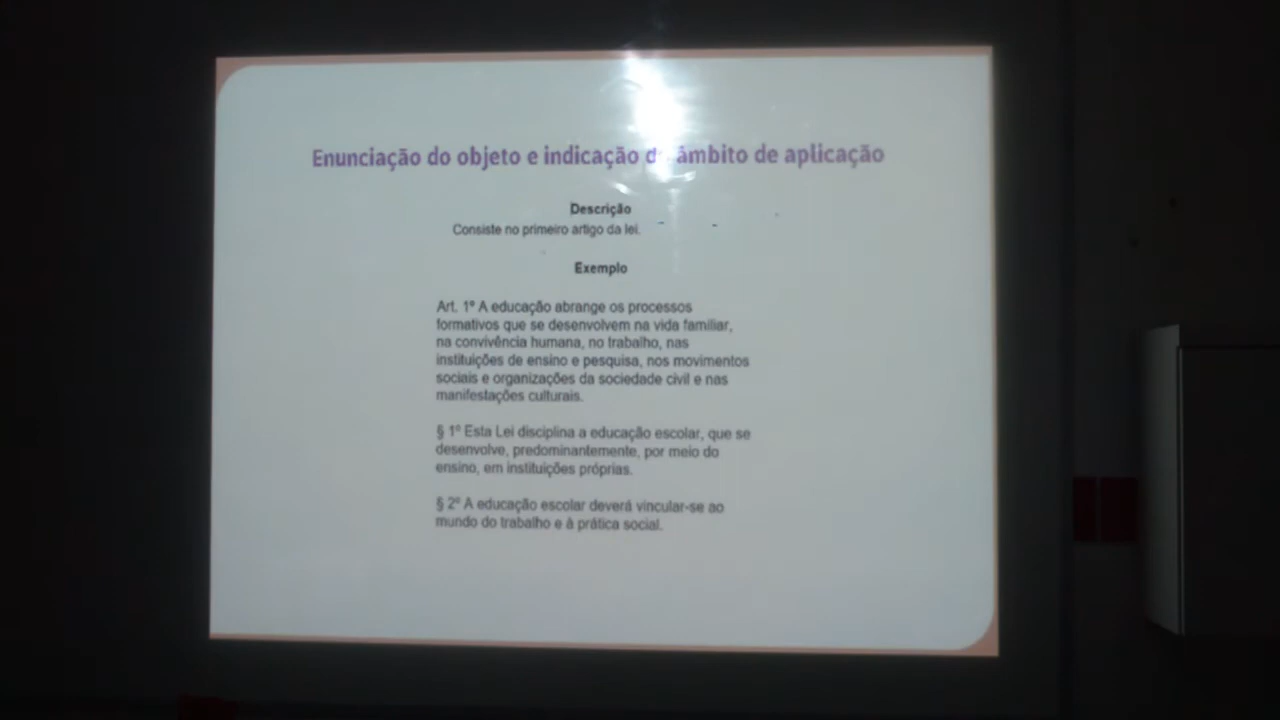 Enunciação do objeto e indicação d âmbito de aplicação
Descrição
Consiste no primeiro artigo da lei.
Exemplo
Art. 1º A educação abrange os processos
formativos que se desenvolvem na vida familiar,
na convivência humana, no trabalho, nas
instituições de ensino e pesquisa, nos movimentos
sociais e organizações da sociedade civil e nas
manifestações culturais.
§ 1º Esta Lei disciplina a educação escolar, que se
desenvolve, predominantemente, por meio do
ensino, em instituições próprias.
§ 2º A educação escolar deverá vincular-se ao
mundo do trabalho e à prática social.